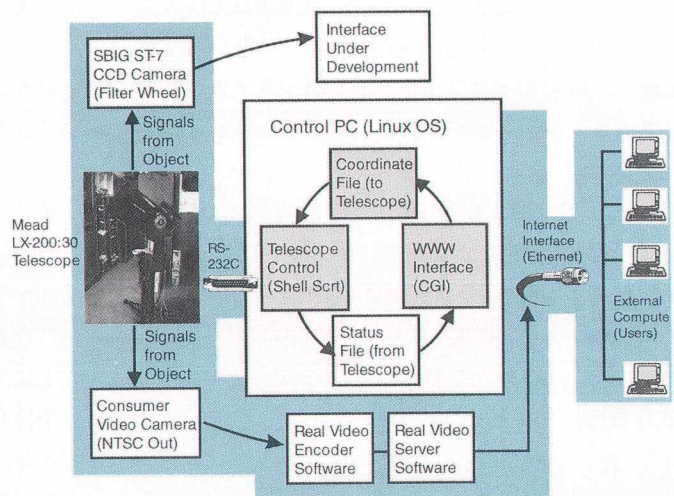 SBIG ST-7
CCD Camera
(Filter Wheel)
Interface
Under
Development
Signals
from
Object
Control PC (Linux OS)
Coordinate
File (to
Telescope)
Mead
LX-200:30
Telescope
RS-
232C
Telescope
Control
(Shell Scrt)
WWW
Interface
(CGI)
Internet
Interface
(Ethernet)
External
Compute
(Users)
Status
File (from
Telescope)
Signals
from
Object
Consumer
Video Camera
(NTSC Out)
Real Video
Encoder
Software
Real Video
Server
Software